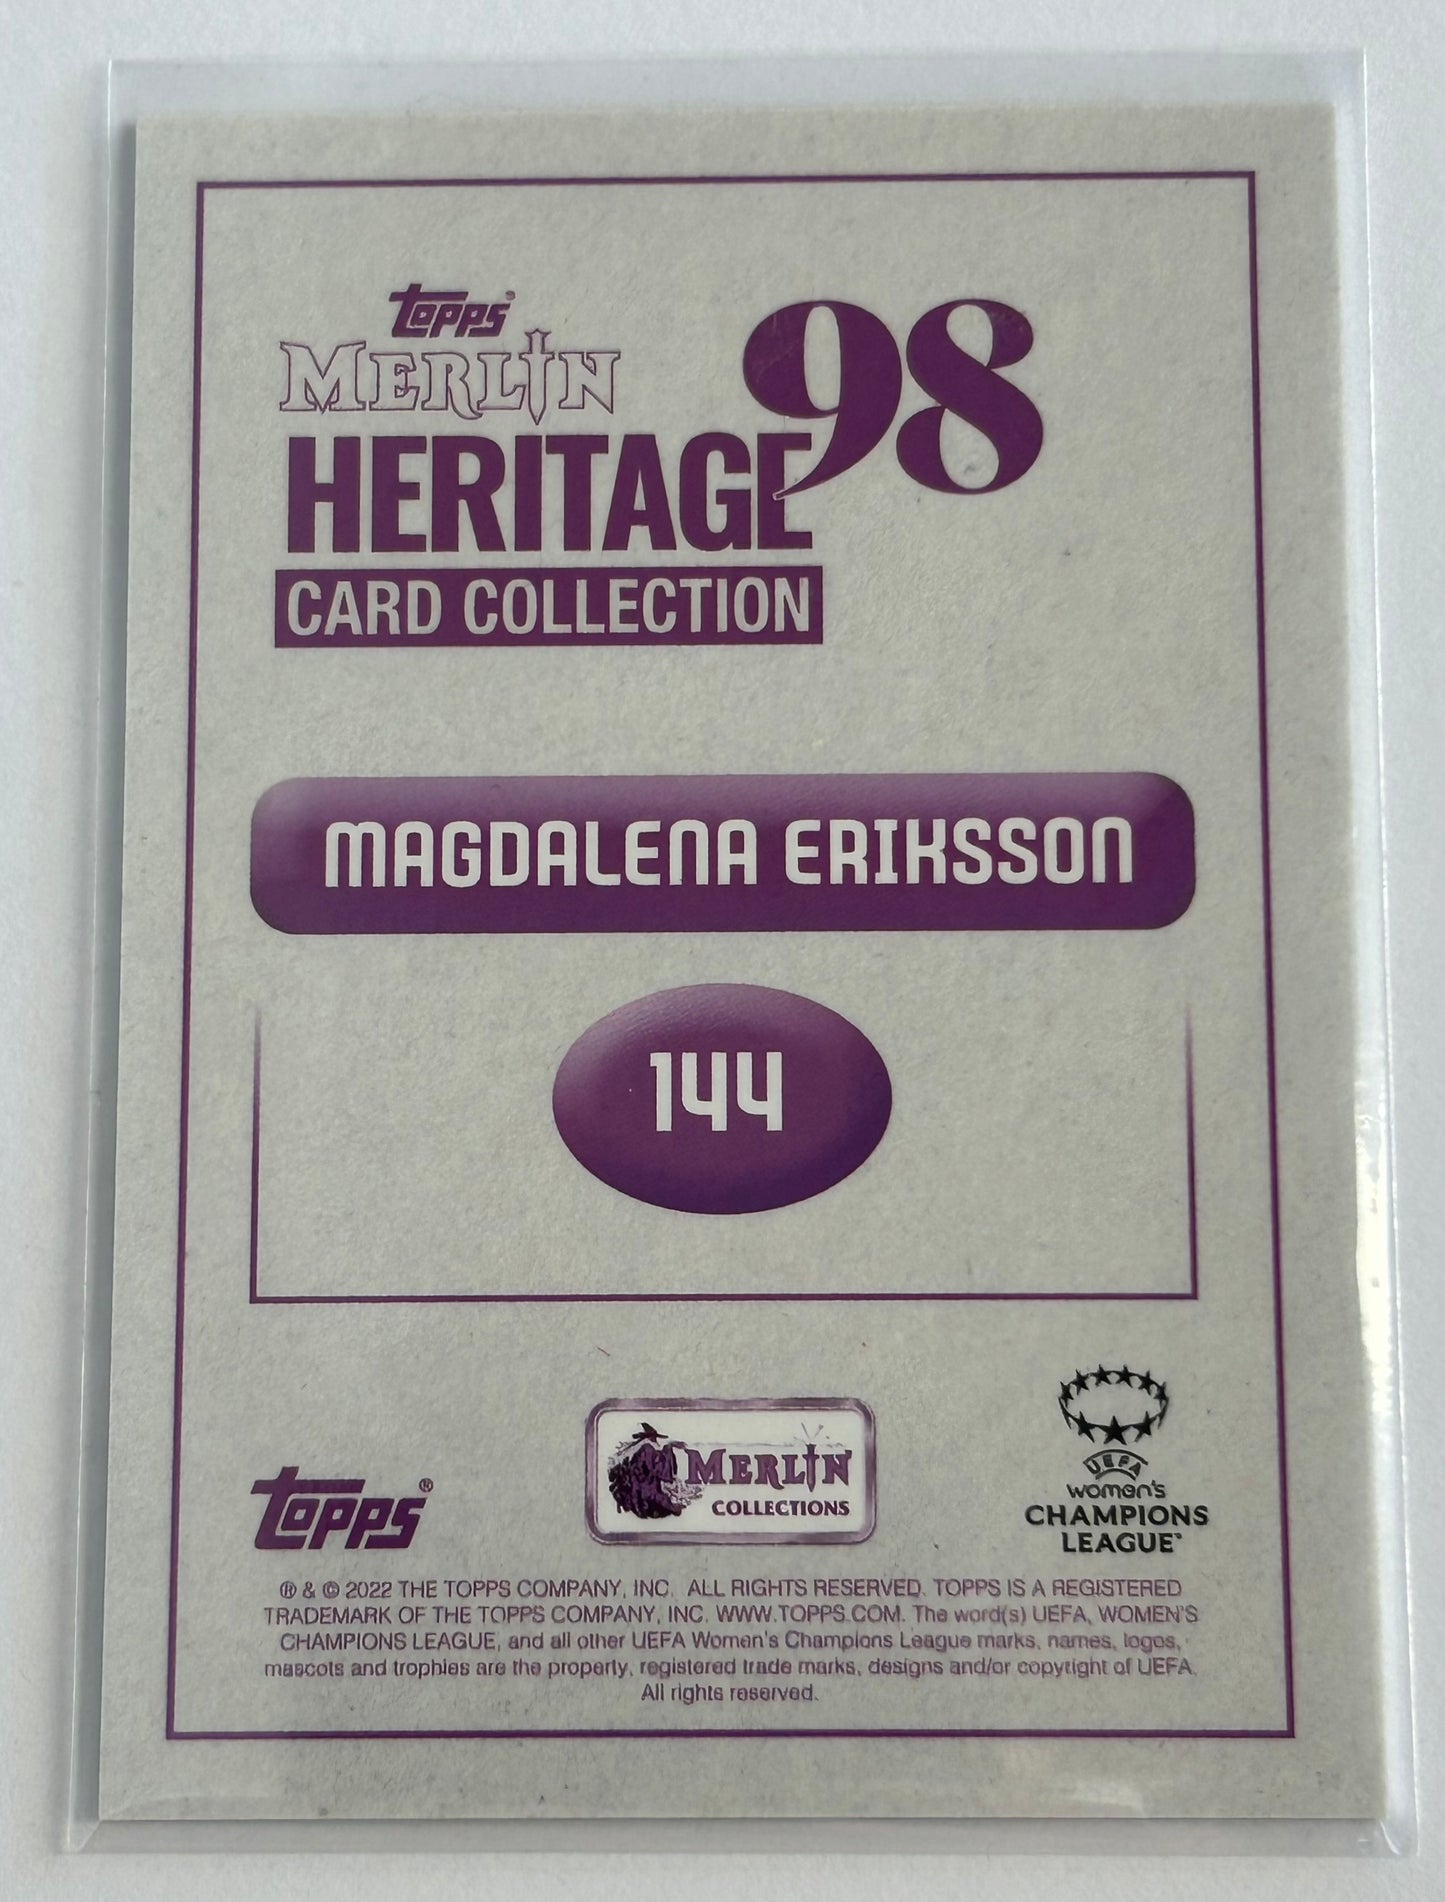 topps®
MERLIN
98
HERITAGE
CARD COLLECTION
MAGDALENA ERIKSSON
144
topps®
MERLIN
COLLECTIONS
UEFA
women's
CHAMPIONS
LEAGUE™
® & © 2022 THE TOPPS COMPANY, INC. ALL RIGHTS RESERVED. TOPPS IS A REGISTERED
TRADEMARK OF THE TOPPS COMPANY, INC. WWW.TOPPS.COM. The word(s) UEFA, WOMEN'S
CHAMPIONS LEAGUE, and all other UEFA Women's Champions League marks, names, logos,
mascots and trophies are the property, registered trade marks, designs and/or copyright of UEFA.
All rights reserved.